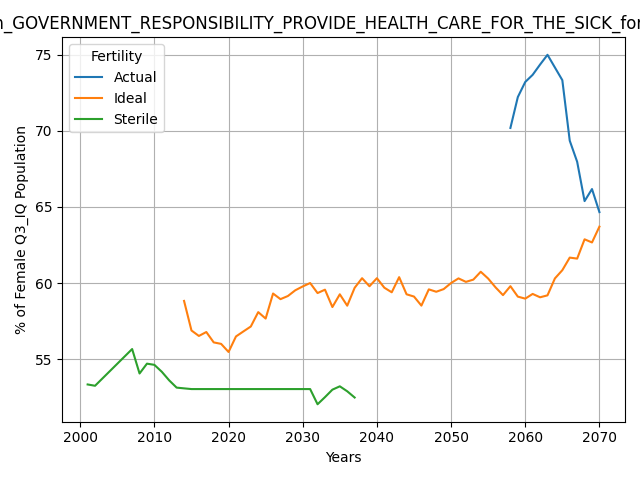 _GOVERNMENT_RESPONSIBILITY_PROVIDE_HEALTH_CARE_FOR_THE_SICK_for
Fertility
Actual
Ideal
Sterile
% of Female Q3_IQ Population
75
70
65
60
55
2000 2010 2020 2030 2040 2050 2060 2070
Years